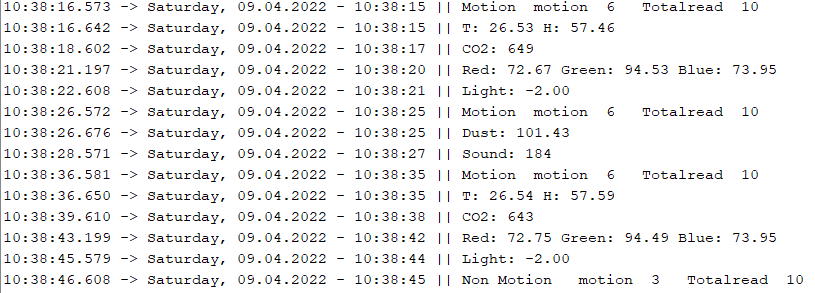 10:38:16.573 -> Saturday, 09.04.2022 - 10:38:15 || Motion  motion  6   Totalread  10
10:38:16.642 -> Saturday, 09.04.2022 - 10:38:15 || T: 26.53 H: 57.46
10:38:18.602 -> Saturday, 09.04.2022 - 10:38:17 || CO2: 649
10:38:21.197 -> Saturday, 09.04.2022 - 10:38:20 || Red: 72.67 Green: 94.53 Blue: 73.95
10:38:22.608 -> Saturday, 09.04.2022 - 10:38:21 || Light: -2.00
10:38:26.572 -> Saturday, 09.04.2022 - 10:38:25 || Motion  motion  6   Totalread  10
10:38:26.676 -> Saturday, 09.04.2022 - 10:38:25 || Dust: 101.43
10:38:28.571 -> Saturday, 09.04.2022 - 10:38:27 || Sound: 184
10:38:36.581 -> Saturday, 09.04.2022 - 10:38:35 || Motion  motion  6   Totalread  10
10:38:36.650 -> Saturday, 09.04.2022 - 10:38:35 || T: 26.54 H: 57.59
10:38:39.610 -> Saturday, 09.04.2022 - 10:38:38 || CO2: 643
10:38:43.199 -> Saturday, 09.04.2022 - 10:38:42 || Red: 72.75 Green: 94.49 Blue: 73.95
10:38:45.579 -> Saturday, 09.04.2022 - 10:38:44 || Light: -2.00
10:38:46.608 -> Saturday, 09.04.2022 - 10:38:45 || Non Motion   motion  3   Totalread  10